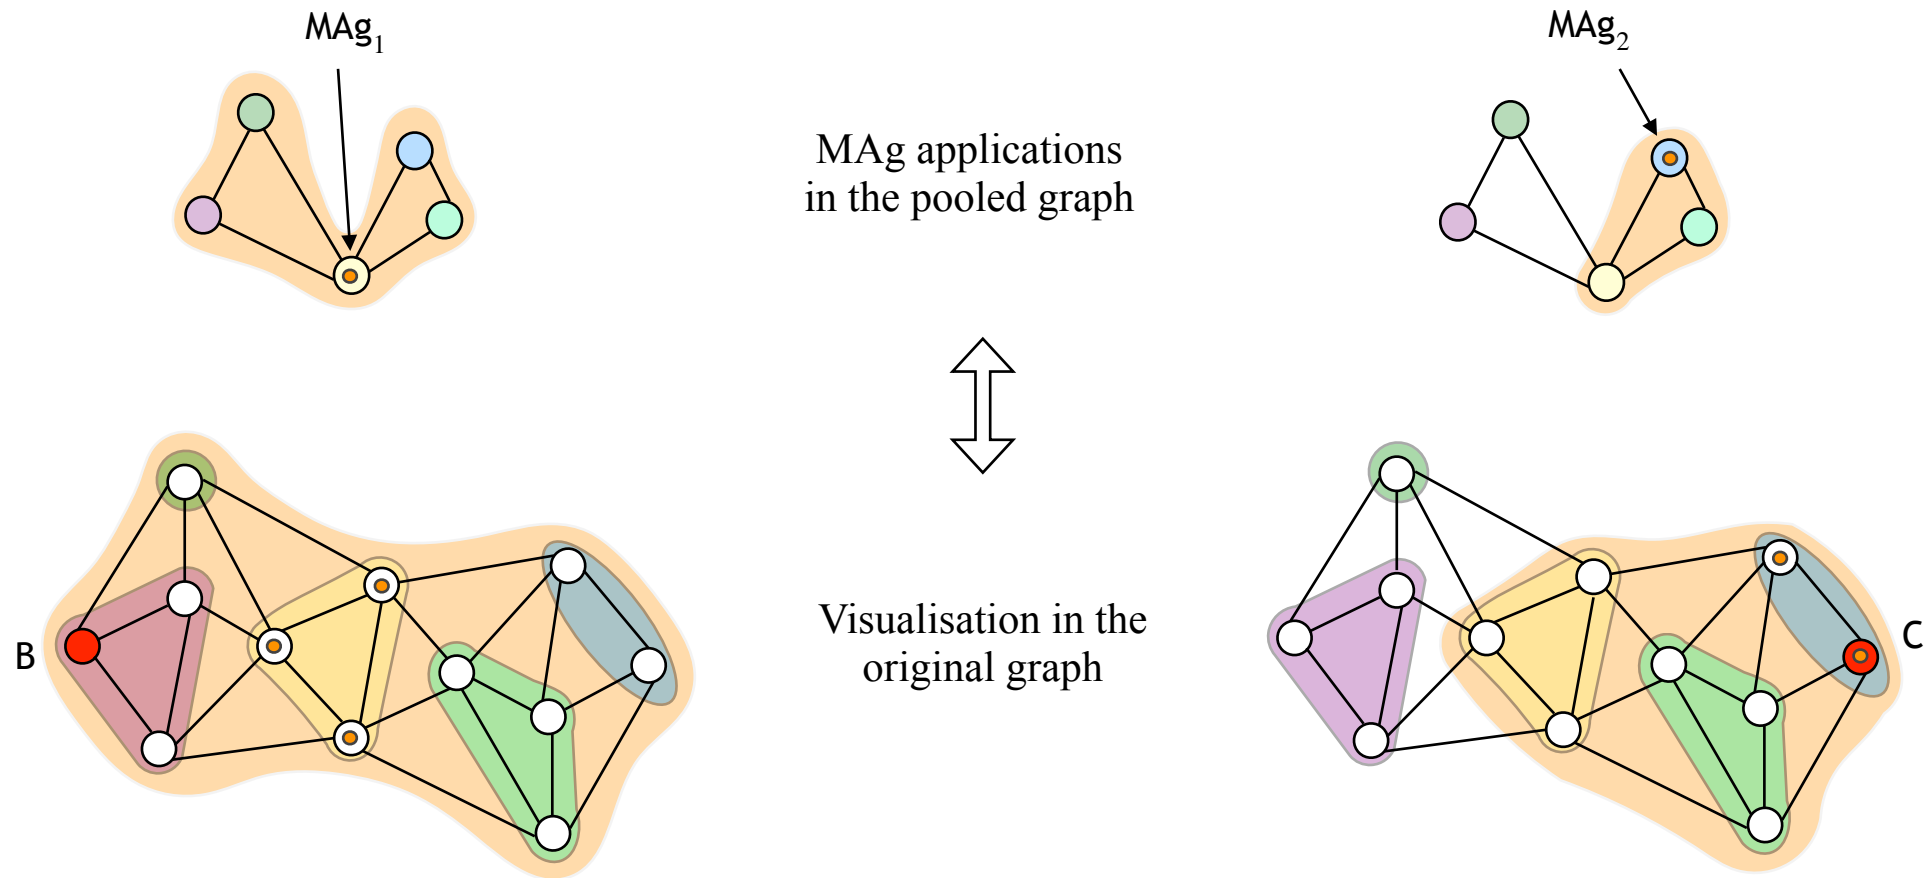 MAg₁
MAg₂
MAg applications
in the pooled graph
Visualisation in the
original graph
B
C